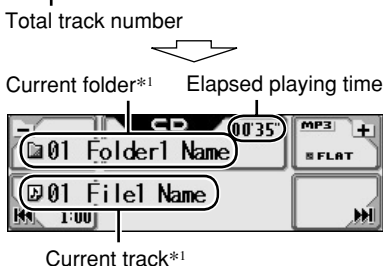 Total track number
Current folder*1 Elapsed playing time
CD 00'35" MP3 +
01 Folder1 Name
FLAT
01 File1 Name
1:00
Current track*1